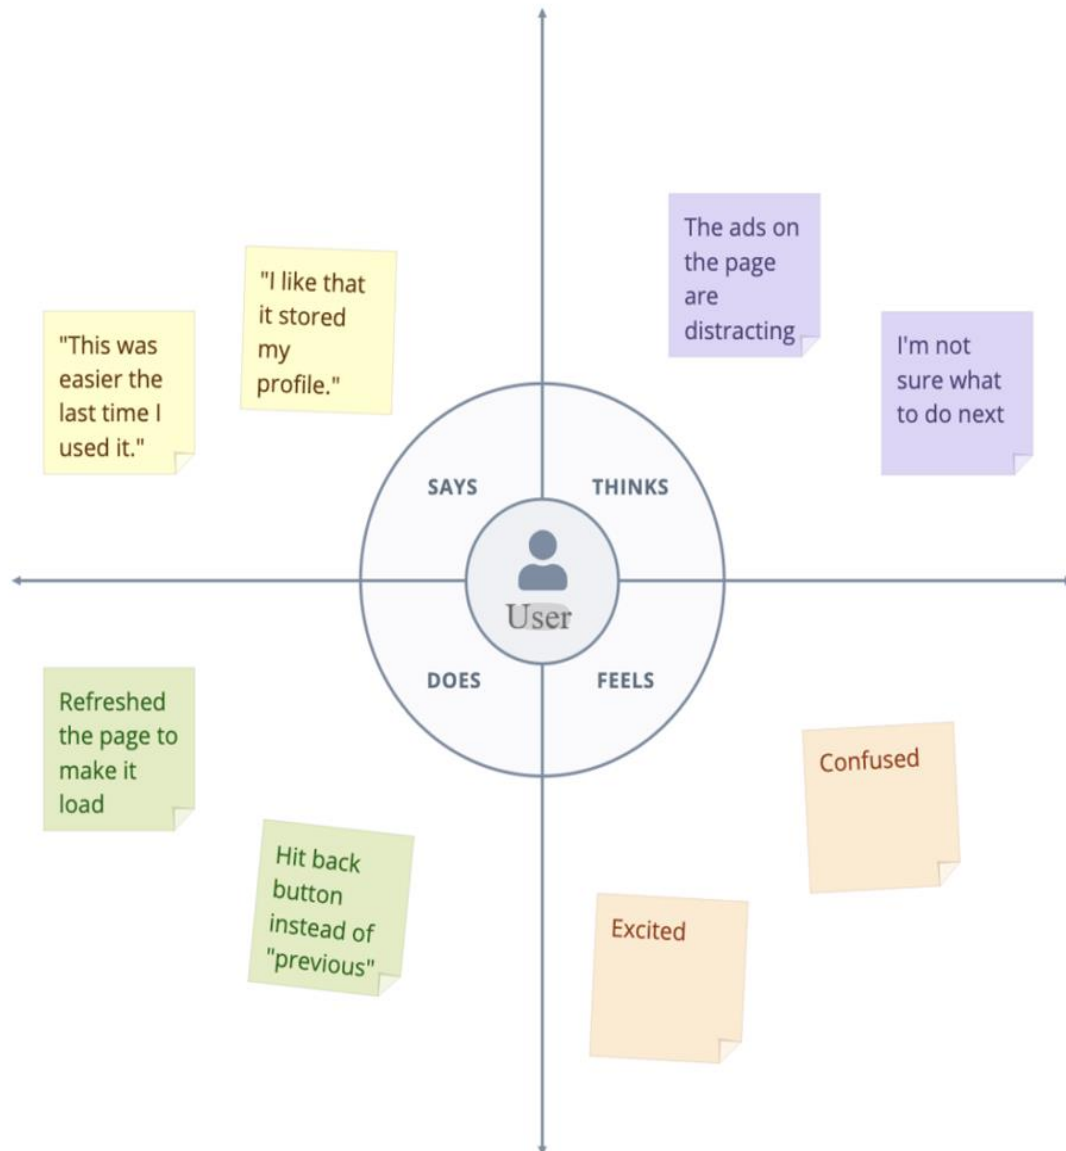 "I like that
it stored
my
profile."
"This was
easier the
last time I
used it."
The ads on
the page
are
distracting
I'm not
sure what
to do next
SAYS
THINKS
User
DOES
FEELS
Refreshed
the page to
make it
load
Hit back
button
instead of
"previous"
Confused
Excited